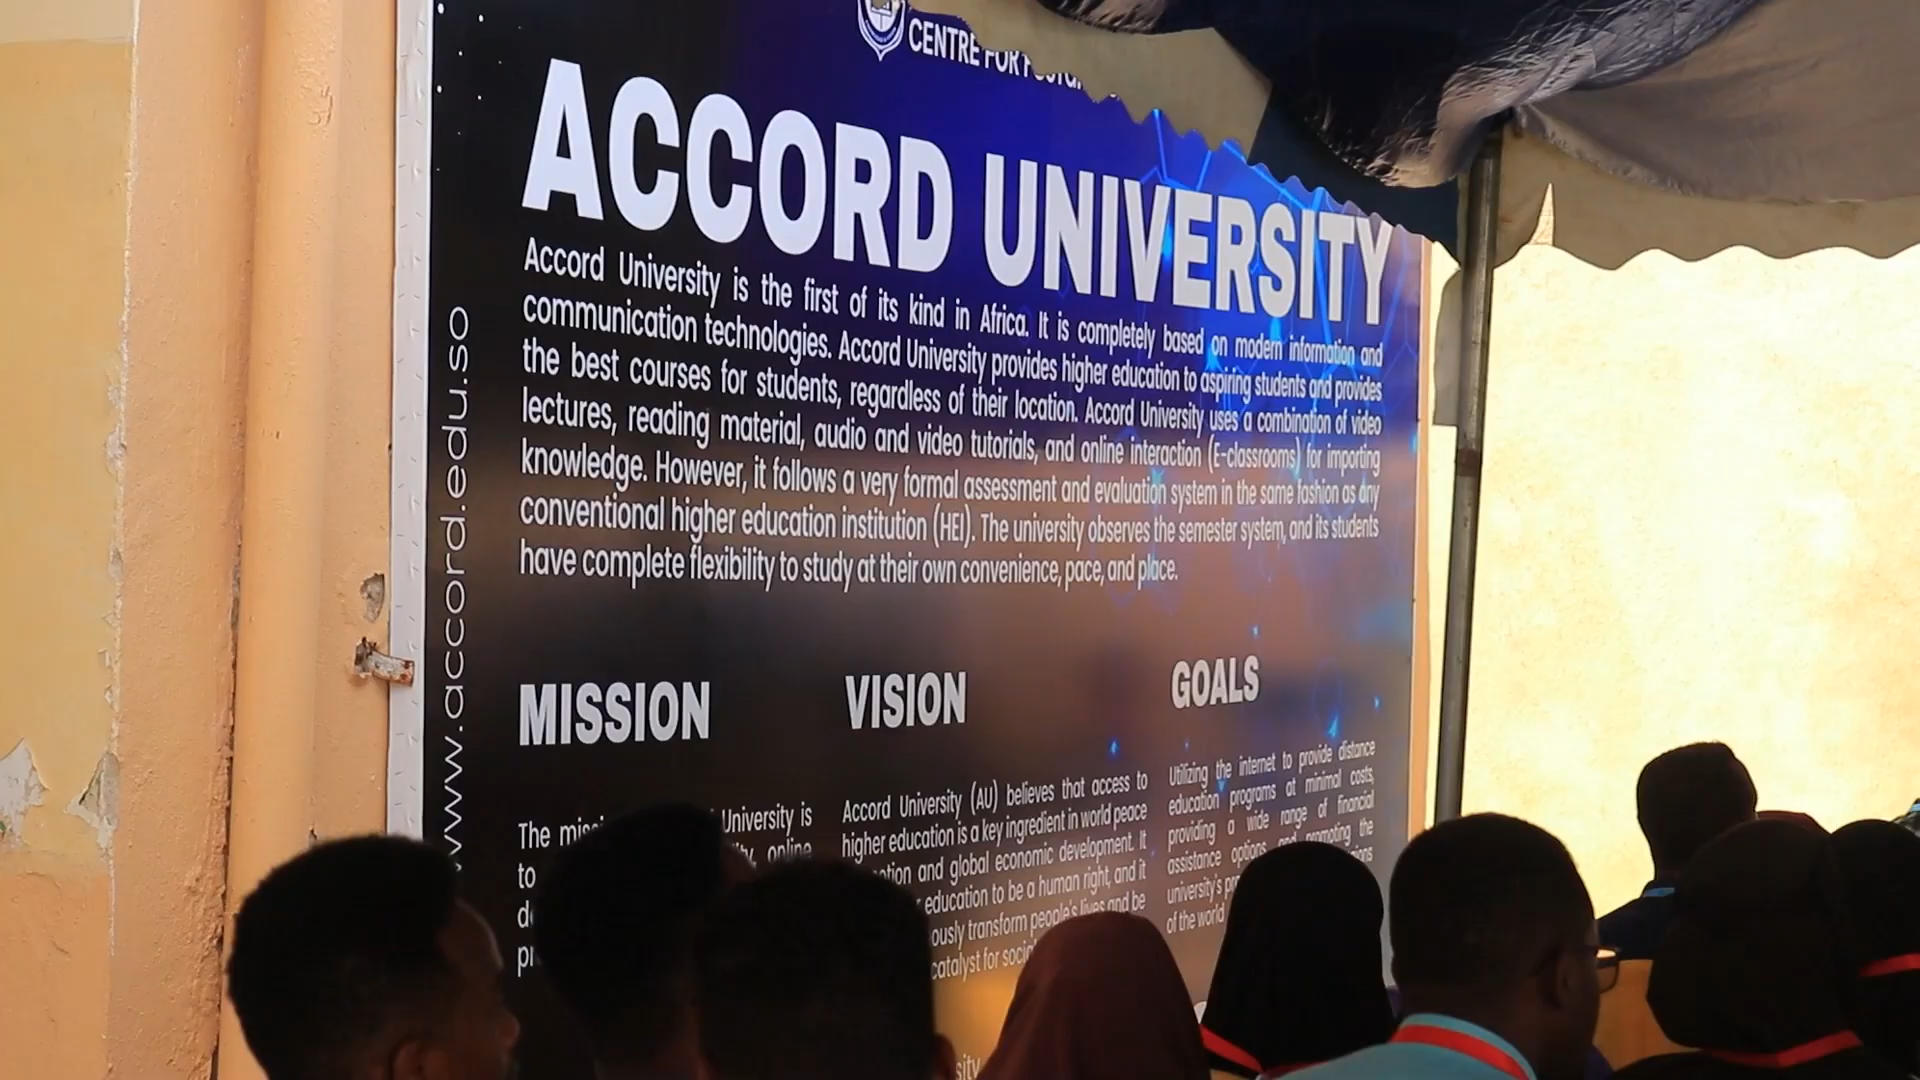 CENTRE FOR
ACCORD UNIVERSITY
Accord University is the first of its kind in Africa. It is completely based on modern information and
communication technologies. Accord University provides higher education to aspiring students and provides
the best courses for students, regardless of their location. Accord University uses a combination of video
lectures, reading material, audio and video tutorials, and online interaction (E-classrooms) for importing
knowledge. However, it follows a very formal assessment and evaluation system in the same fashion as any
conventional higher education institution (HEI). The university observes the semester system, and its students
have complete flexibility to study at their own convenience, pace, and place.
www.accord.edu.so
MISSION
The
University is
online
to
VISION
Accord University (AU) believes that access to
higher education is a key ingredient in world peace
and global economic development. It
education to be a human right, and it
transform people's lives and be
catalyst for
GOALS
Utilizing the internet to provide distance
education programs at minimal costs,
providing a wide range of financial
assistance options and promoting the
university's
of the world